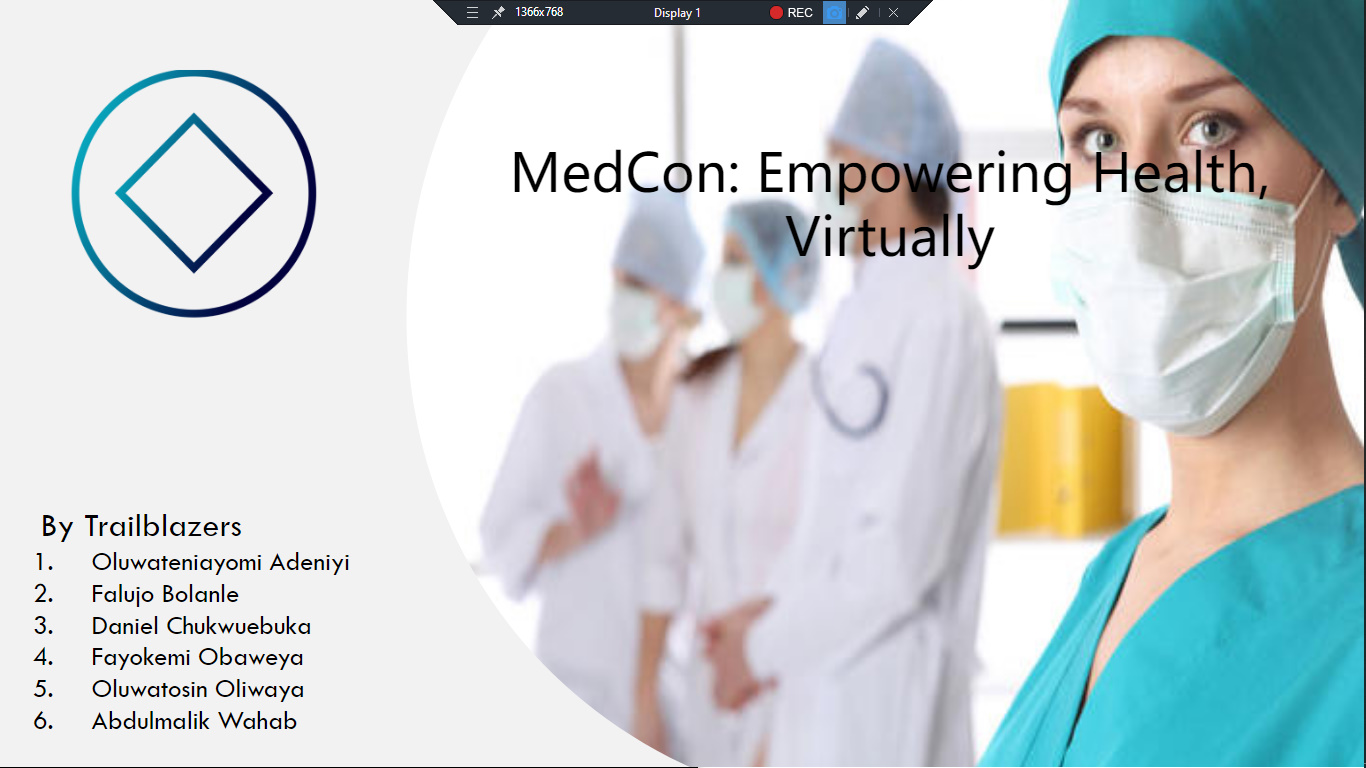 1366x768 Display 1 REC
MedCon: Empowering Health,
Virtually
By Trailblazers
1. Oluwateniayomi Adeniyi
2. Falujo Bolanle
3. Daniel Chukwuebuka
4. Fayokemi Obaweya
5. Oluwatosin Oliwaya
6. Abdulmalik Wahab